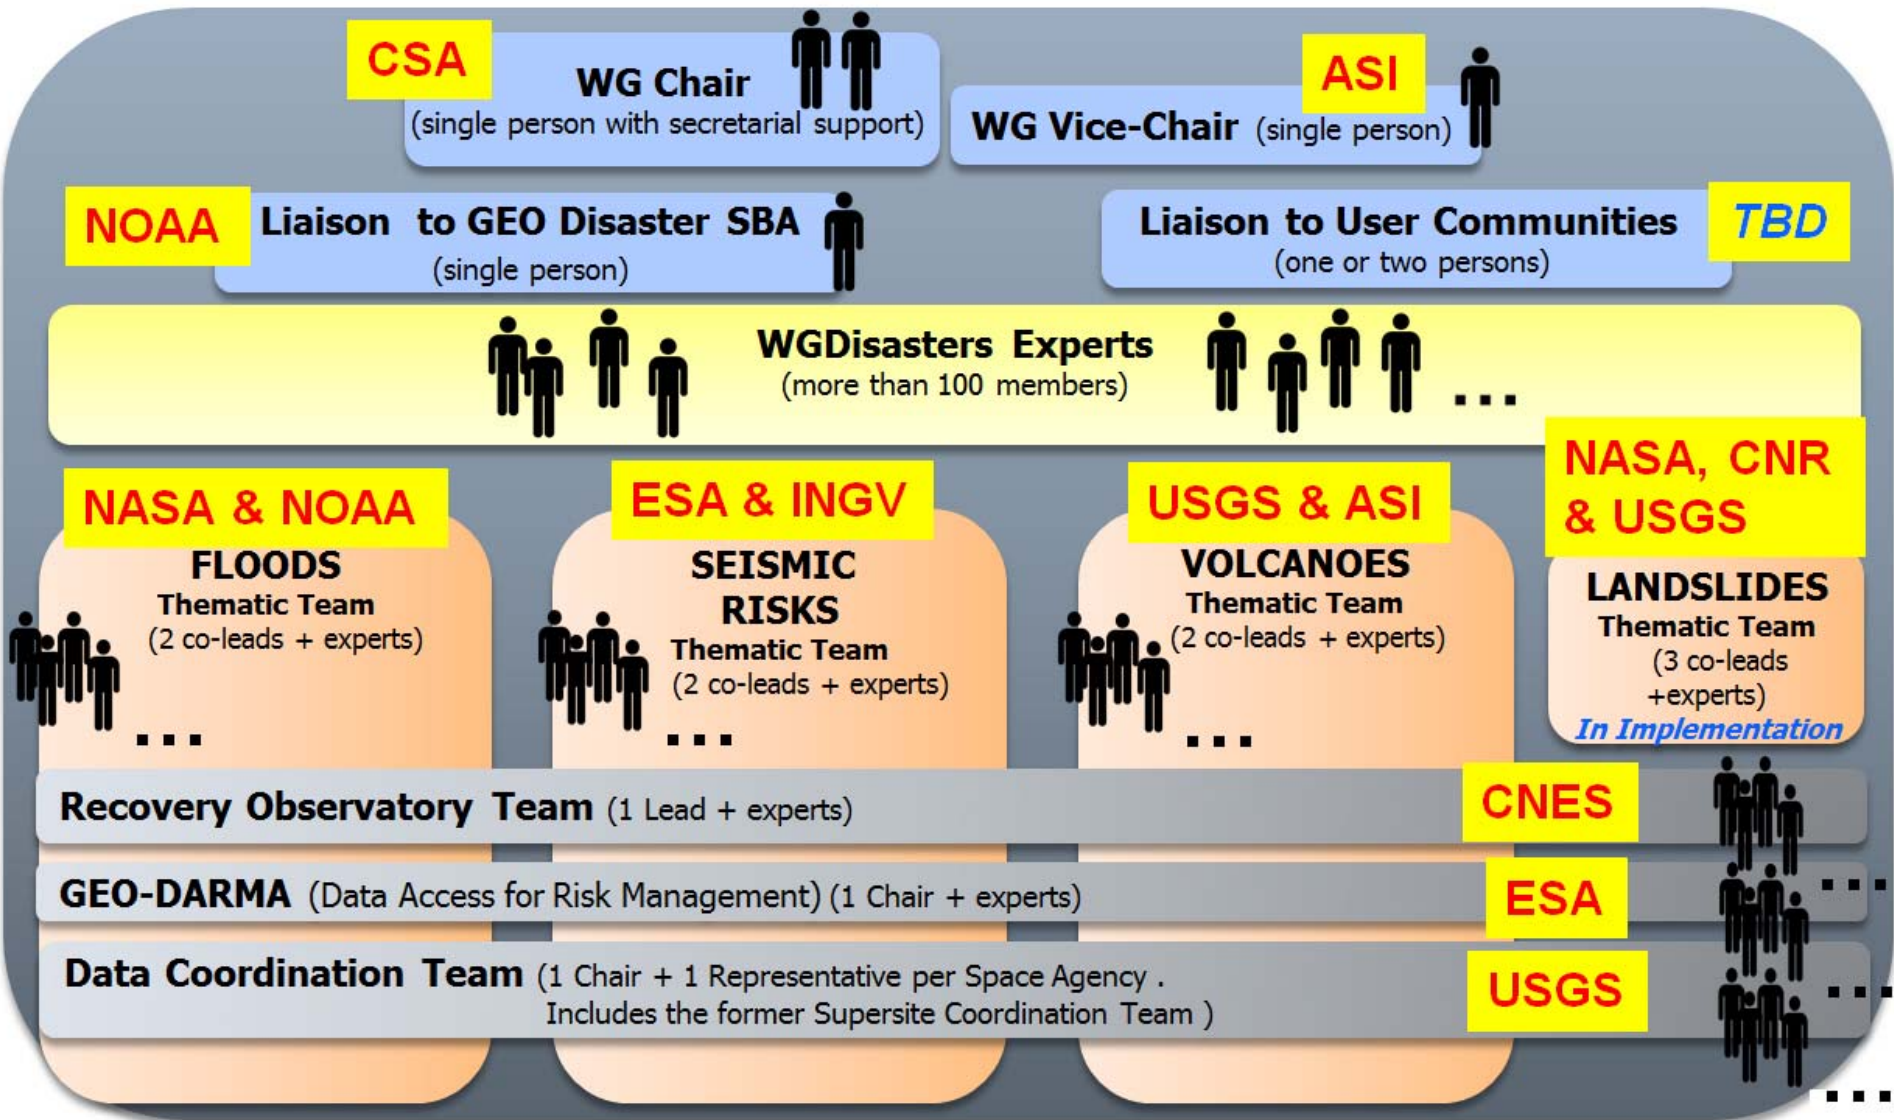 CSA
WG Chair
(single person with secretarial support)
ASI
WG Vice-Chair (single person)
NOAA
Liaison to GEO Disaster SBA
(single person)
Liaison to User Communities
(one or two persons)
TBD
WGDisasters Experts
(more than 100 members)
...
NASA & NOAA
FLOODS
Thematic Team
(2 co-leads + experts)
...
ESA & INGV
SEISMIC
RISKS
Thematic Team
(2 co-leads + experts)
...
USGS & ASI
VOLCANOES
Thematic Team
(2 co-leads + experts)
...
NASA, CNR
& USGS
LANDSLIDES
Thematic Team
(3 co-leads
+experts)
In Implementation
Recovery Observatory Team (1 Lead + experts)
CNES
...
GEO-DARMA (Data Access for Risk Management) (1 Chair + experts)
ESA
...
Data Coordination Team (1 Chair + 1 Representative per Space Agency .
Includes the former Supersite Coordination Team )
USGS
...